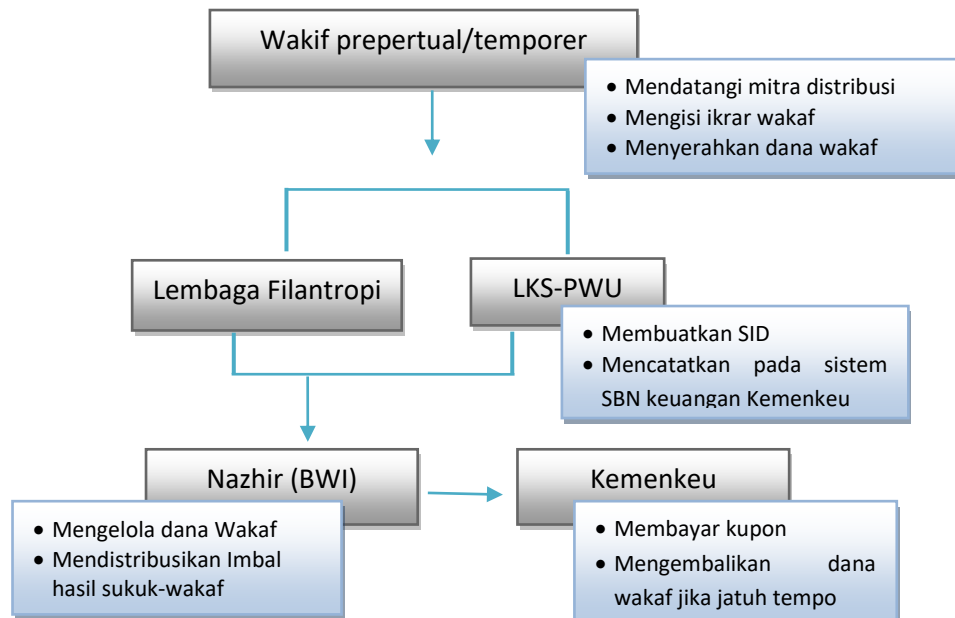 Wakif prepertual/temporer
• Mendatangi mitra distribusi
• Mengisi ikrar wakaf
• Menyerahkan dana wakaf
Lembaga Filantropi
LKS-PWU
• Membuatkan SID
• Mencatatkan pada sistem
SBN keuangan Kemenkeu
Nazhir (BWI)
• Mengelola dana Wakaf
• Mendistribusikan Imbal
hasil sukuk-wakaf
Kemenkeu
• Membayar kupon
• Mengembalikan dana
wakaf jika jatuh tempo